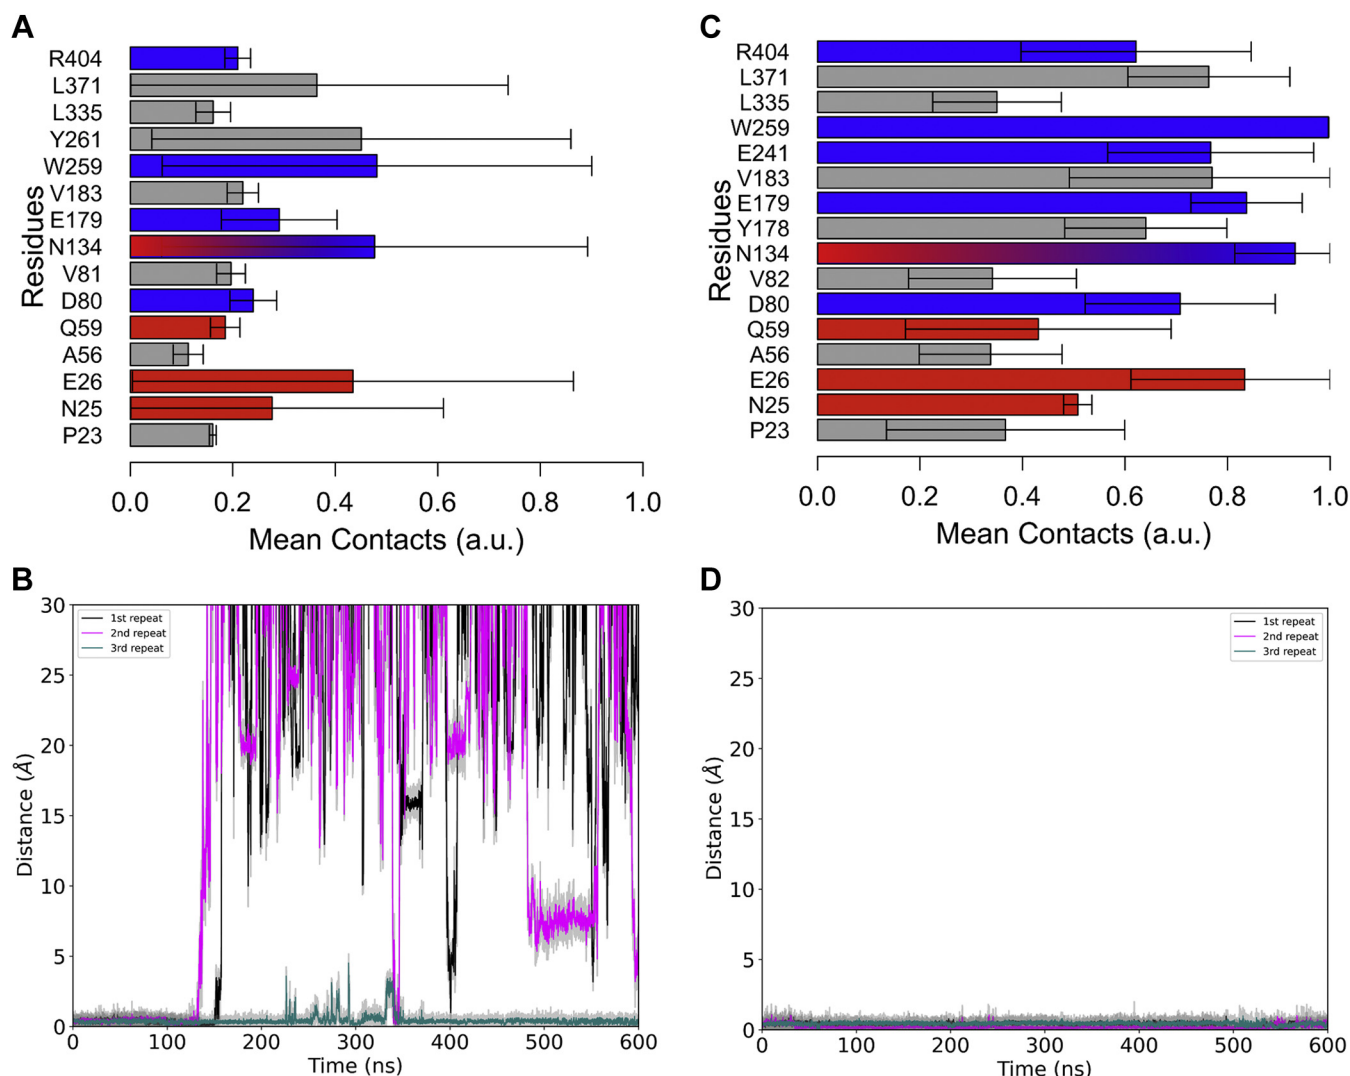 A
R404
L371
L335
Y261
W259
V183
E179
N134
V81
D80
Q59
A56
E26
N25
P23
Residues
0.0 0.2 0.4 0.6 0.8 1.0
Mean Contacts (a.u.)
C
R404
L371
L335
W259
E241
V183
E179
Y178
N134
V82
D80
Q59
A56
E26
N25
P23
Residues
0.0 0.2 0.4 0.6 0.8 1.0
Mean Contacts (a.u.)
B
30
25
20
15
10
5
0
Distance (Å)
1st repeat
2nd repeat
3rd repeat
0 100 200 300 400 500 600
Time (ns)
D
30
25
20
15
10
5
0
Distance (Å)
1st repeat
2nd repeat
3rd repeat
0 100 200 300 400 500 600
Time (ns)